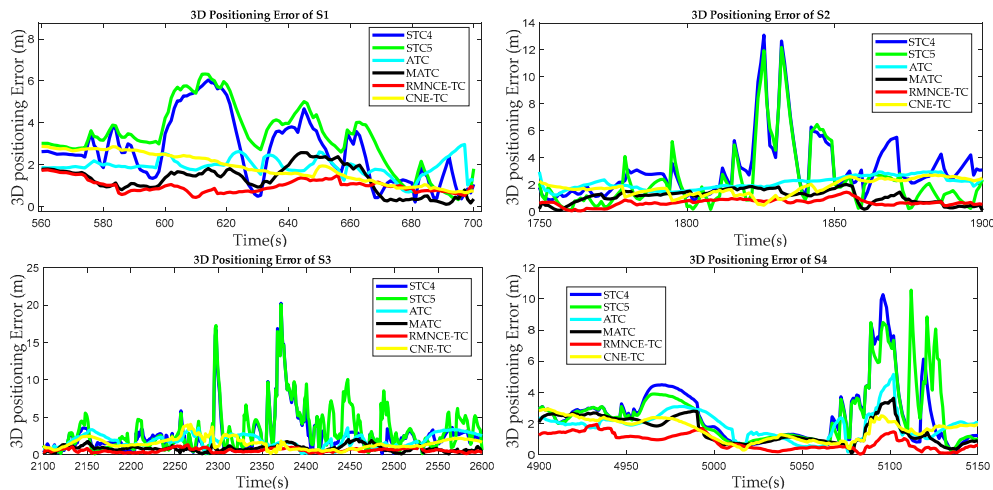 3D Positioning Error of S1
3D positioning Error (m)
8
6
4
2
0
STC4
STC5
ATC
MATC
RMNCE-TC
CNE-TC
560 580 600 620 640 660 680 700
Time(s)
3D Positioning Error of S2
3D positioning Error (m)
14
12
10
8
6
4
2
0
STC4
STC5
ATC
MATC
RMNCE-TC
CNE-TC
1750 1800 1850 1900
Time(s)
3D Positioning Error of S3
3D positioning Error (m)
25
20
15
10
5
0
STC4
STC5
ATC
MATC
RMNCE-TC
CNE-TC
2100 2150 2200 2250 2300 2350 2400 2450 2500 2600
Time(s)
3D Positioning Error of S4
3D positioning Error (m)
12
10
8
6
4
2
0
STC4
STC5
ATC
MATC
RMNCE-TC
CNE-TC
4900 4950 5000 5050 5100 5150
Time(s)